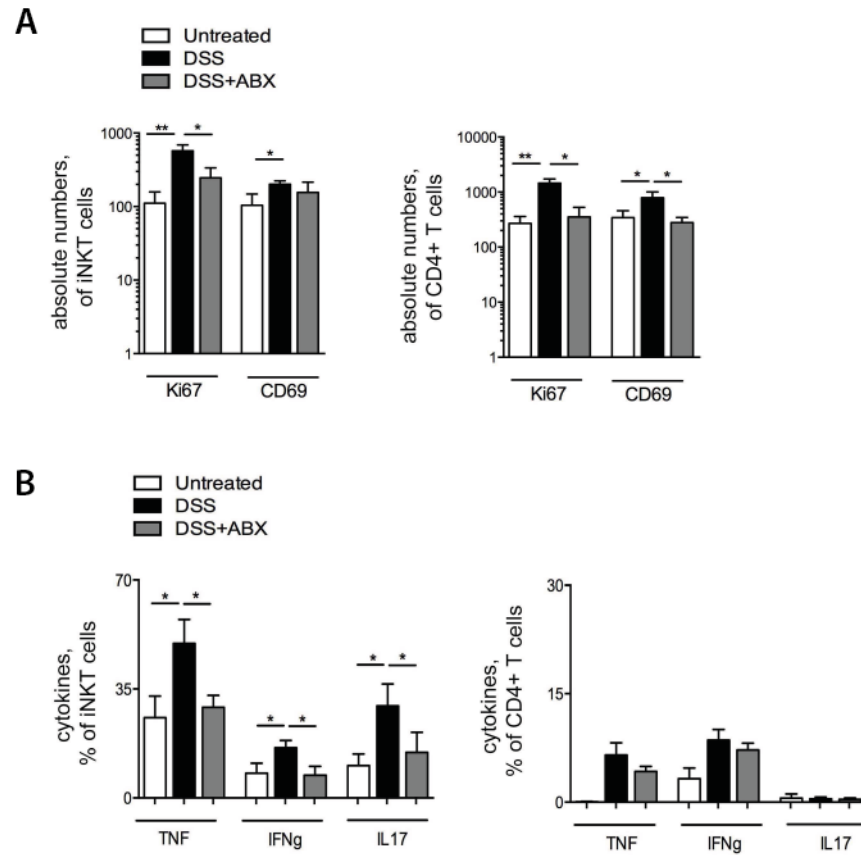 A
Untreated
DSS
DSS+ABX
absolute numbers,
of iNKT cells
1000
100
10
1
** * *
Ki67 CD69
absolute numbers,
of CD4+ T cells
10000
1000
100
10
1
** * * *
Ki67 CD69
B
Untreated
DSS
DSS+ABX
cytokines,
% of iNKT cells
70
35
0
* * * * * *
TNF IFNg IL17
cytokines,
% of CD4+ T cells
30
15
0
TNF IFNg IL17